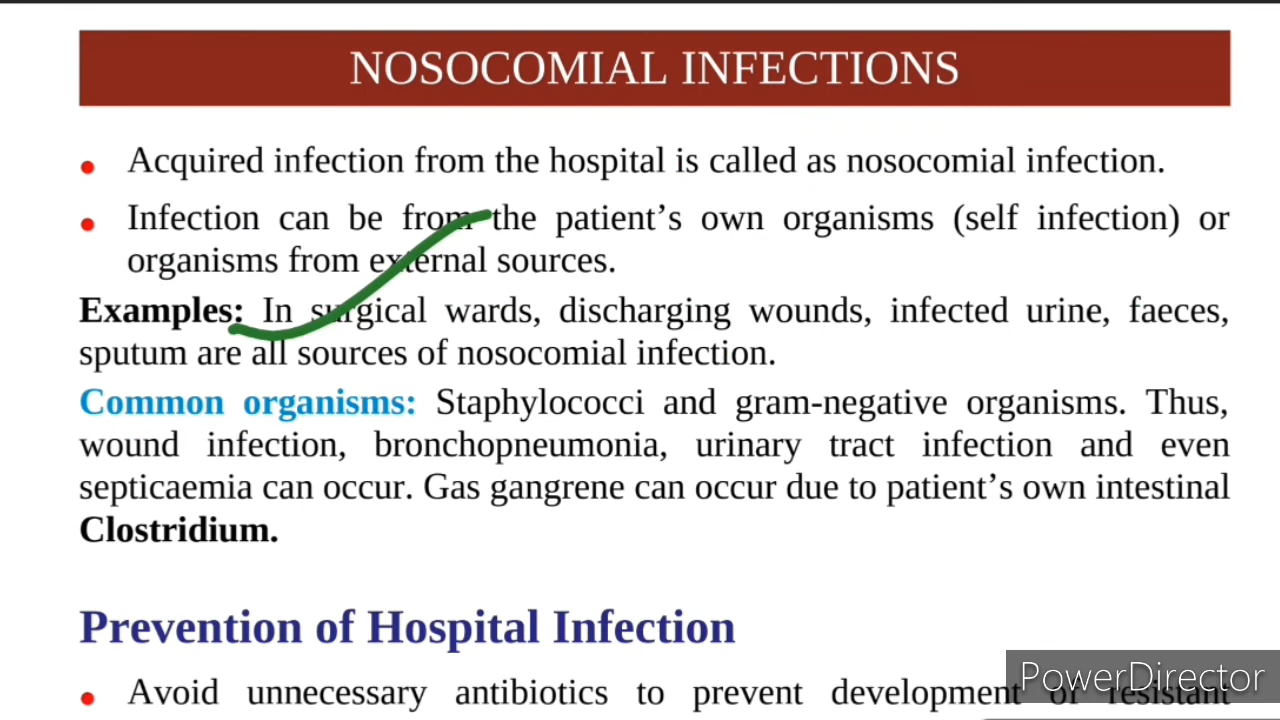 NOSOCOMIAL INFECTIONS
• Acquired infection from the hospital is called as nosocomial infection.
• Infection can be from the patient’s own organisms (self infection) or
organisms from external sources.
Examples: In surgical wards, discharging wounds, infected urine, faeces,
sputum are all sources of nosocomial infection.
Common organisms: Staphylococci and gram-negative organisms. Thus,
wound infection, bronchopneumonia, urinary tract infection and even
septicaemia can occur. Gas gangrene can occur due to patient’s own intestinal
Clostridium.
Prevention of Hospital Infection
• Avoid unnecessary antibiotics to prevent development of resistant
PowerDirector